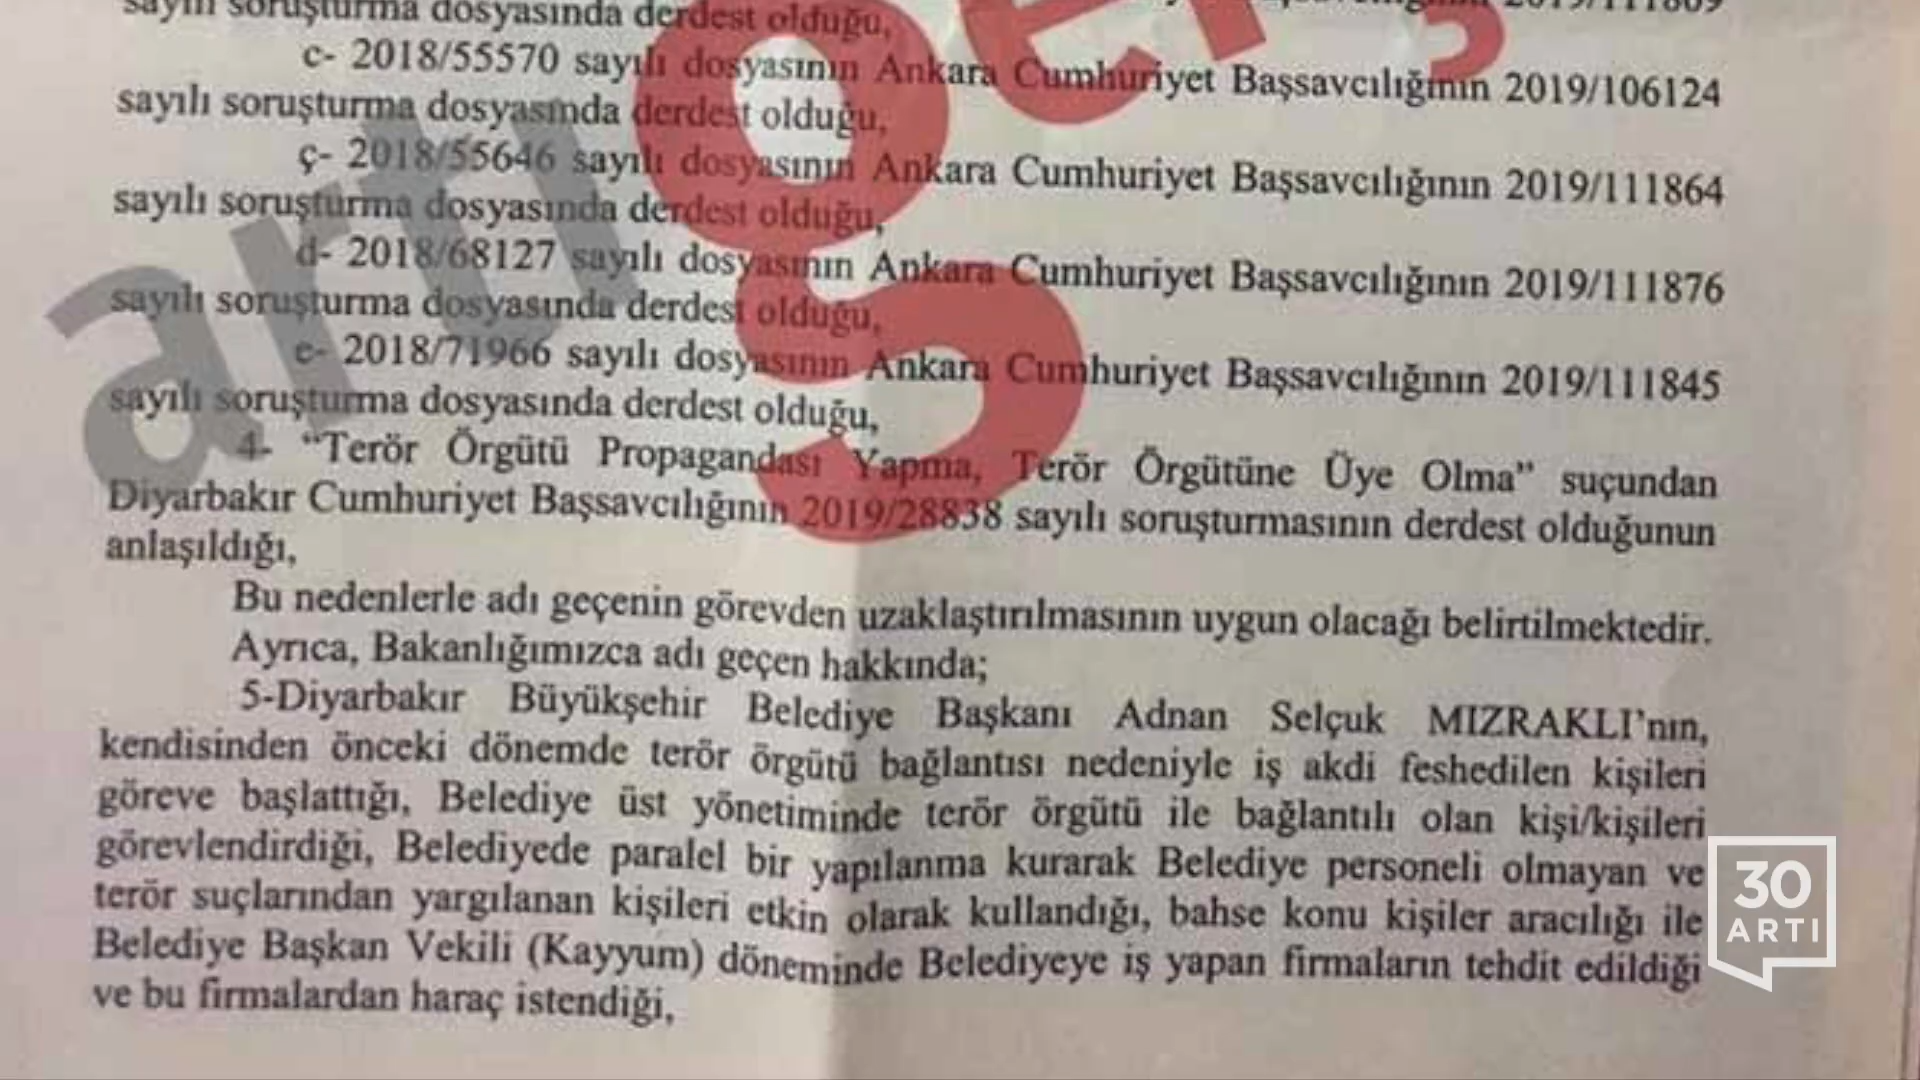 sayılı soruşturma dosyasında derdest olduğu,
2019/111869
c- 2018/55570 sayılı dosyasının Ankara Cumhuriyet Başsavcılığının 2019/106124
sayılı soruşturma dosyasında derdest olduğu,
ç- 2018/55646 sayılı dosyasının Ankara Cumhuriyet Başsavcılığının 2019/111864
sayılı soruşturma dosyasında derdest olduğu,
d- 2018/68127 sayılı dosyasının Ankara Cumhuriyet Başsavcılığının 2019/111876
sayılı soruşturma dosyasında derdest olduğu,
e- 2018/71966 sayılı dosyasının Ankara Cumhuriyet Başsavcılığının 2019/111845
sayılı soruşturma dosyasında derdest olduğu,
4- “Terör Örgütü Propagandası Yapma, Terör Örgütüne Üye Olma” suçundan
Diyarbakır Cumhuriyet Başsavcılığının 2019/28838 sayılı soruşturmasının derdest olduğunun
anlaşıldığı,
Bu nedenlerle adı geçenin görevden uzaklaştırılmasının uygun olacağı belirtilmektedir.
Ayrıca, Bakanlığımızca adı geçen hakkında;
5-Diyarbakır Büyükşehir Belediye Başkanı Adnan Selçuk MIZRAKLI’nın,
kendisinden önceki dönemde terör örgütü bağlantısı nedeniyle iş akdi feshedilen kişileri
göreve başlattığı, Belediye üst yönetiminde terör örgütü ile bağlantılı olan kişi/kişileri
görevlendirdiği, Belediyede paralel bir yapılanma kurarak Belediye personeli olmayan ve
terör suçlarından yargılanan kişileri etkin olarak kullandığı, bahse konu kişiler aracılığı ile
Belediye Başkan Vekili (Kayyum) döneminde Belediyeye iş yapan firmaların tehdit edildiği
ve bu firmalardan haraç istendiği,
artı
30
ARTI